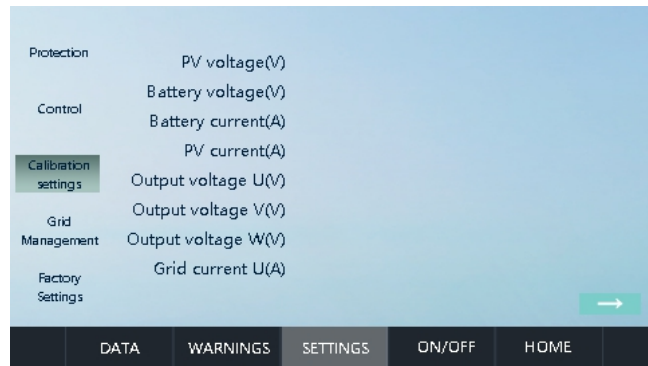 Protection
Control
Calibration
settings
Grid
Management
Factory
Settings
PV voltage(V)
Battery voltage(V)
Battery current(A)
PV current(A)
Output voltage U(V)
Output voltage V(V)
Output voltage W(V)
Grid current U(A)
→
DATA WARNINGS SETTINGS ON/OFF HOME